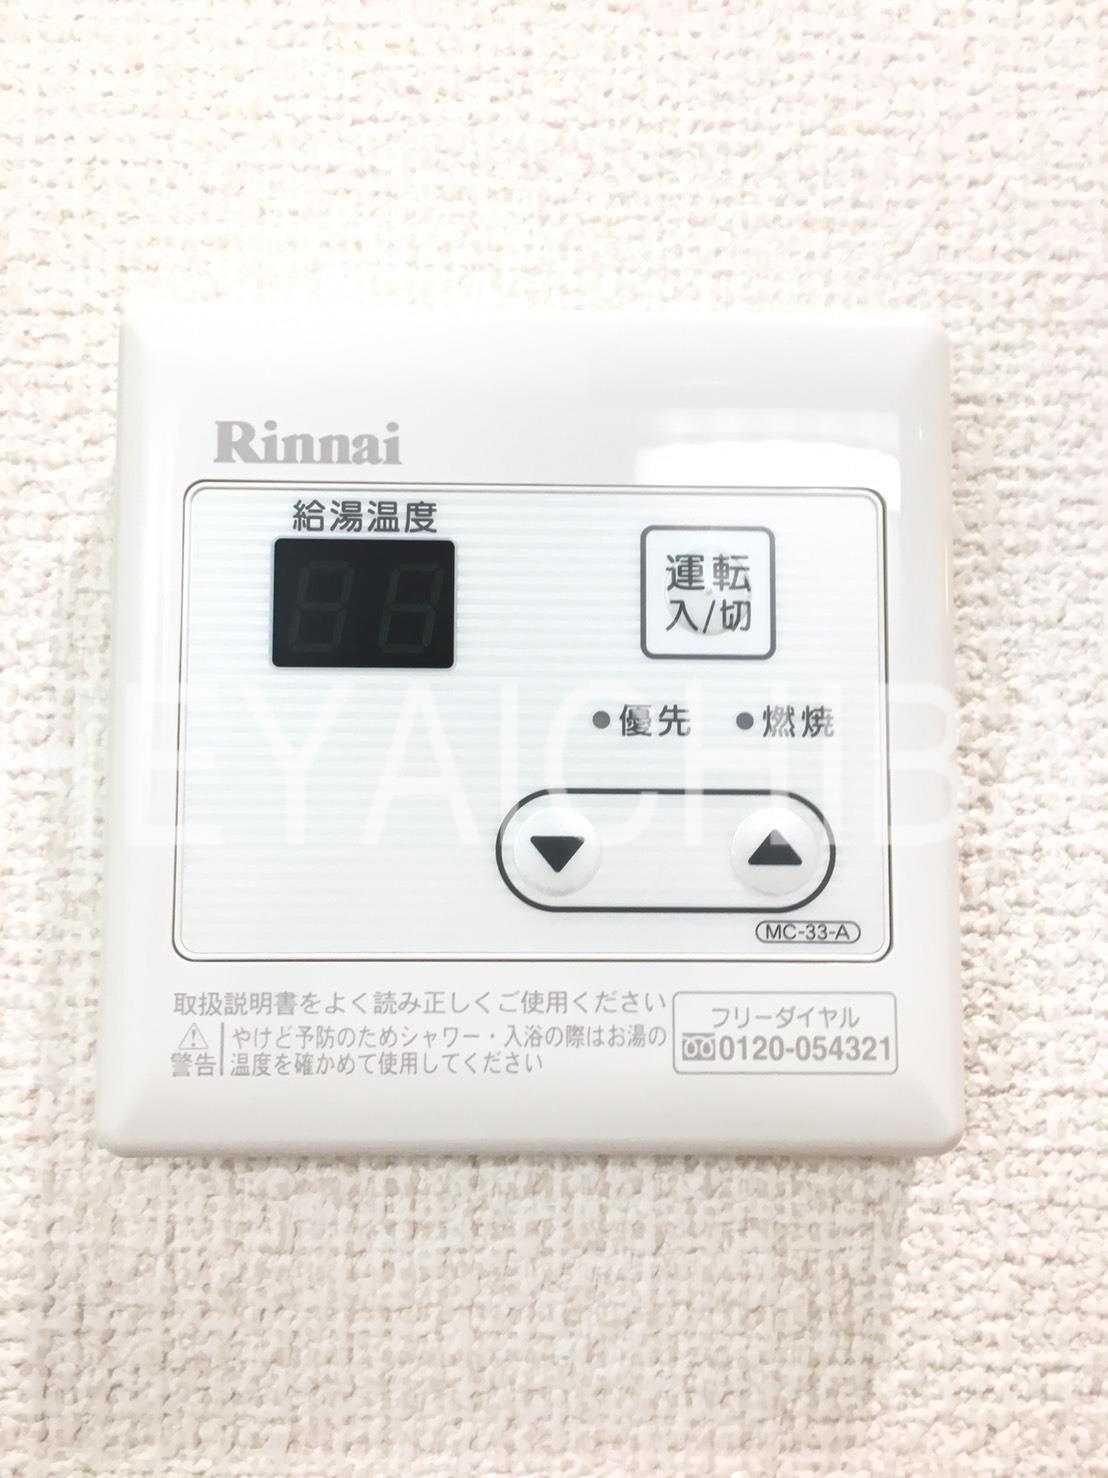 Rinnai
給湯温度
運転
入/切
優先
燃焼
MC-33-A
取扱説明書をよく読み正しくご使用ください
警告
やけど予防のためシャワー・入浴の際はお湯の
温度を確かめて使用してください
フリーダイヤル
0120-054321
HEYAICHIBA